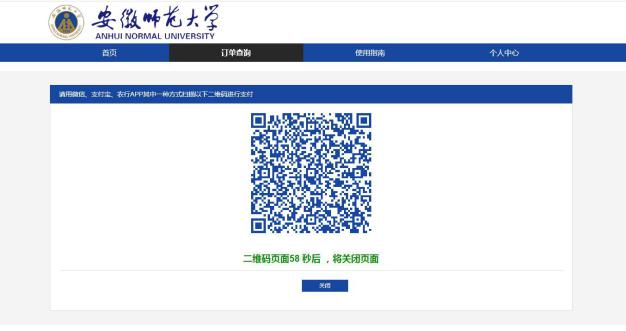 安徽师范大学
ANHUI NORMAL UNIVERSITY
首页 订单查询 使用指南 个人中心
请用微信、支付宝、农行APP其中一种方式扫描以下二维码进行支付
二维码页面58 秒后 ，将关闭页面
关闭